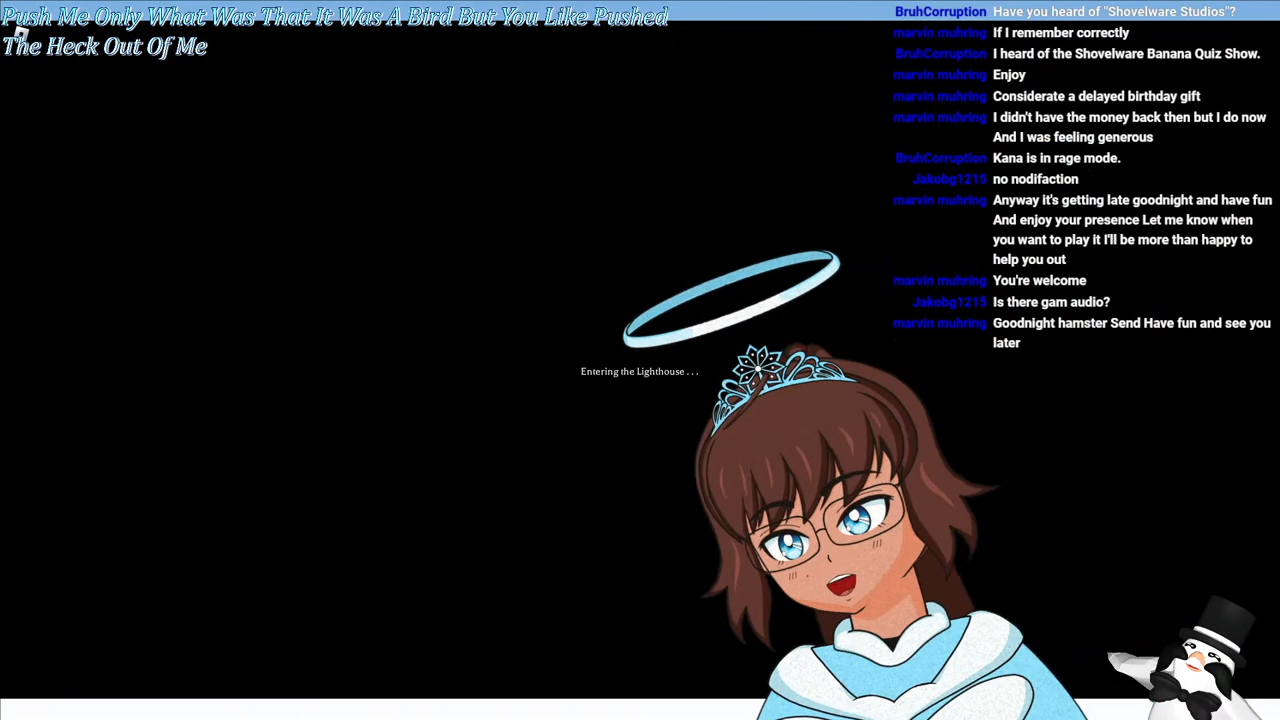 Push Me Only What Was That It Was A Bird But You Like Pushed
The Heck Out Of Me
BruhCorruption Have you heard of "Shovelware Studios"?
marvin muhring If I remember correctly
BruhCorruption I heard of the Shovelware Banana Quiz Show.
marvin muhring Enjoy
marvin muhring Considerate a delayed birthday gift
marvin muhring I didn't have the money back then but I do now
And I was feeling generous
BruhCorruption Kana is in rage mode.
Jakobg1215 no nodifaction
marvin muhring Anyway it's getting late goodnight and have fun
And enjoy your presence Let me know when
you want to play it I'll be more than happy to
help you out
marvin muhring You're welcome
Jakobg1215 Is there gam audio?
marvin muhring Goodnight hamster Send Have fun and see you
later
Entering the Lighthouse . . .